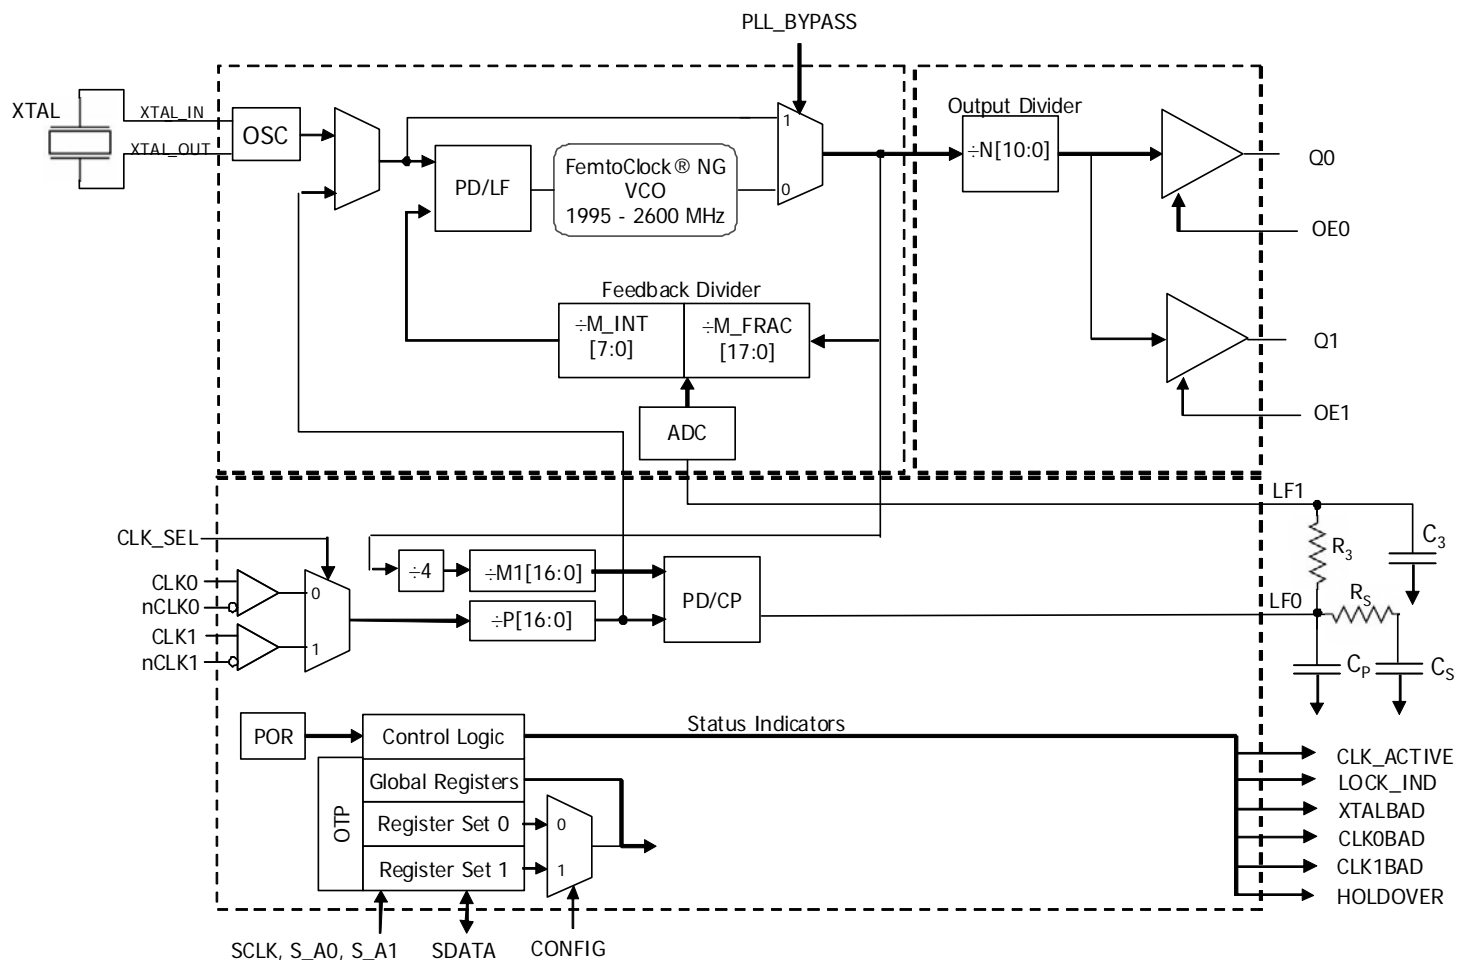 PLL_BYPASS
XTAL
XTAL_IN
XTAL_OUT
OSC
PD/LF
FemtoClock® NG
VCO
1995 - 2600 MHz
1
0
Output Divider
÷N[10:0]
Q0
OE0
Q1
OE1
Feedback Divider
÷M_INT
[7:0]
÷M_FRAC
[17:0]
ADC
LF1
CLK_SEL
CLK0
nCLK0
CLK1
nCLK1
0
1
÷4
÷M1[16:0]
÷P[16:0]
PD/CP
LF0
R3
C3
RS
CP
CS
POR
Control Logic
Status Indicators
Global Registers
OTP
Register Set 0
Register Set 1
0
1
CLK_ACTIVE
LOCK_IND
XTALBAD
CLK0BAD
CLK1BAD
HOLDOVER
SCLK, S_A0, S_A1
SDATA
CONFIG